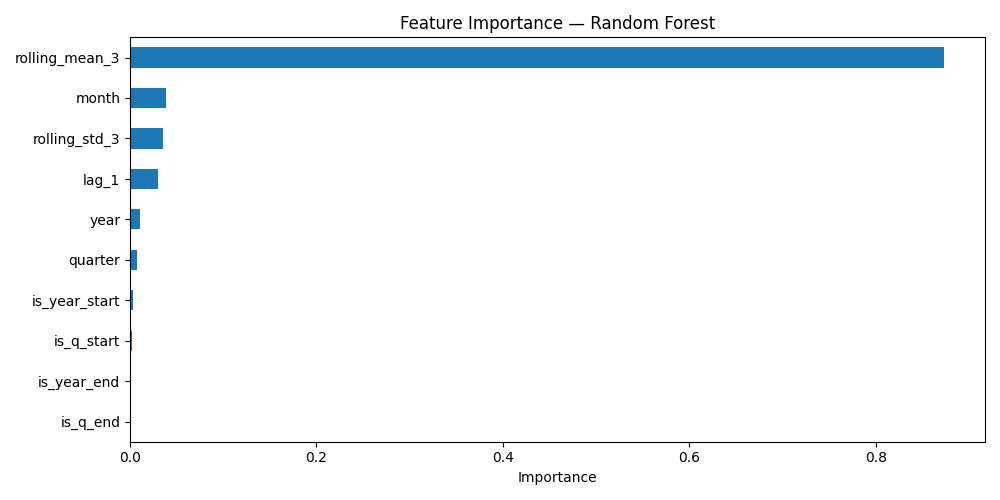 Feature Importance — Random Forest
rolling_mean_3
month
rolling_std_3
lag_1
year
quarter
is_year_start
is_q_start
is_year_end
is_q_end
0.0 0.2 0.4 0.6 0.8
Importance